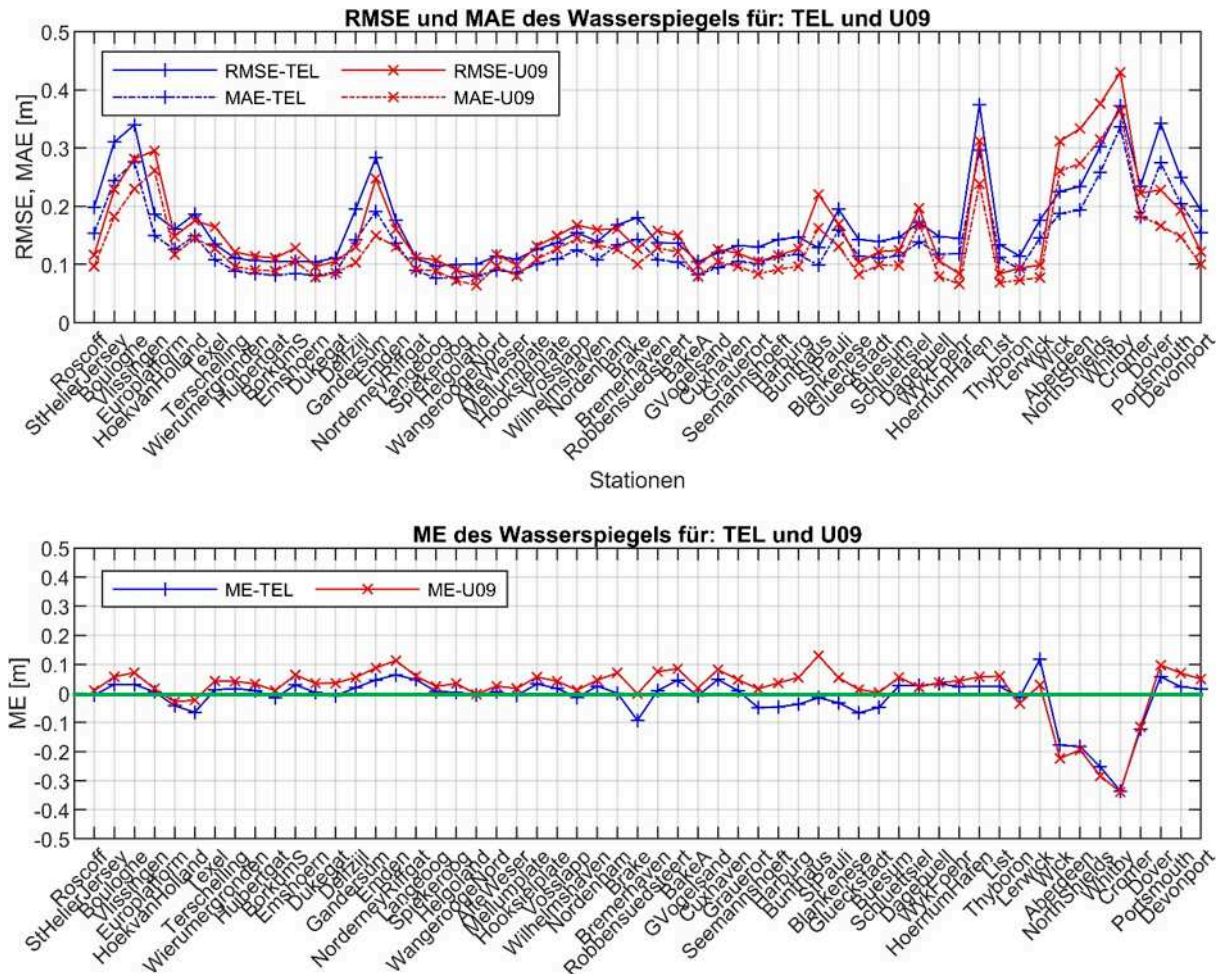 RMSE und MAE des Wasserspiegels für: TEL und U09
RMSE-TEL
RMSE-U09
MAE-TEL
MAE-U09
RMSE, MAE [m]
0.5
0.4
0.3
0.2
0.1
0
Roscoff
StHelierJersey
Boulogne
Vlissingen
Europlatform
HoekvanHolland
Texel
Terschelling
Wierumergronden
Hubertgat
BorkumS
Emshoern
Dukegat
Delfzijl
Gandersum
Emden
NorderneyRiffgat
Langeoog
Spiekeroog
Helgoland
WangeroogeNord
AlteWeser
Mellumplate
Hooksielplate
Vosslapp
Wilhelmshaven
Nordenham
Brake
Bremerhaven
Robbensuedsteert
BakeA
GVogelsand
Cuxhaven
Grauerort
Seemannshoeft
Harburg
Bunthaus
StPauli
Blankenese
Glueckstadt
Buesum
Schluettsiel
Dagebuell
WykFoehr
HoernumHafen
List
Thyboron
Lerwick
Wick
Abergeen
NorthShields
Whitby
Cromer
Dover
Portsmouth
Devonport
Stationen
ME des Wasserspiegels für: TEL und U09
ME-TEL
ME-U09
ME [m]
0.5
0.4
0.3
0.2
0.1
0
-0.1
-0.2
-0.3
-0.4
-0.5
Roscoff
StHelierJersey
Boulogne
Vlissingen
Europlatform
HoekvanHolland
Texel
Terschelling
Wierumergronden
Hubertgat
BorkumS
Emshoern
Dukegat
Delfzijl
Gandersum
Emden
NorderneyRiffgat
Langeoog
Spiekeroog
Helgoland
WangeroogeNord
AlteWeser
Mellumplate
Hooksielplate
Vosslapp
Wilhelmshaven
Nordenham
Brake
Bremerhaven
Robbensuedsteert
BakeA
GVogelsand
Cuxhaven
Grauerort
Seemannshoeft
Harburg
Bunthaus
StPauli
Blankenese
Glueckstadt
Buesum
Schluettsiel
Dagebuell
WykFoehr
HoernumHafen
List
Thyboron
Lerwick
Wick
Abergeen
NorthShields
Whitby
Cromer
Dover
Portsmouth
Devonport